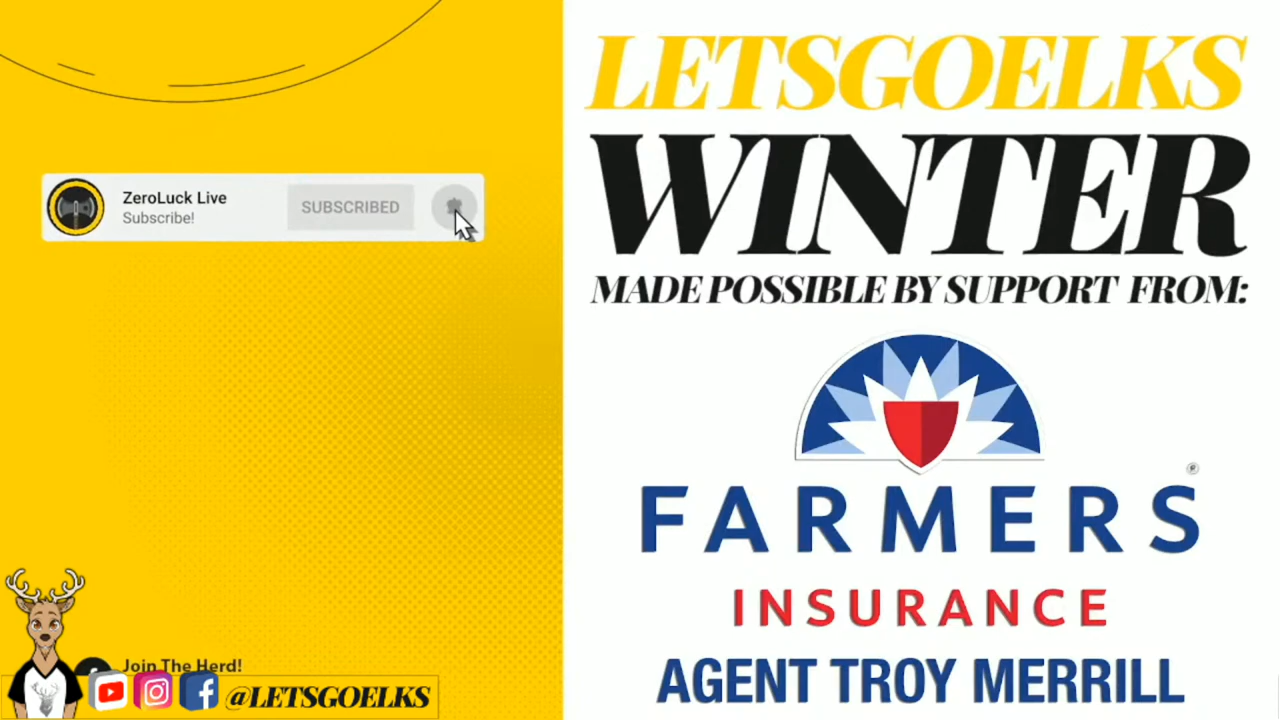 ZeroLuck Live
Subscribe!
SUBSCRIBED
Join The Herd!
@LETSGOELKS
LETSGOELKS
WINTER
MADE POSSIBLE BY SUPPORT FROM:
FARMERS
INSURANCE
AGENT TROY MERRILL